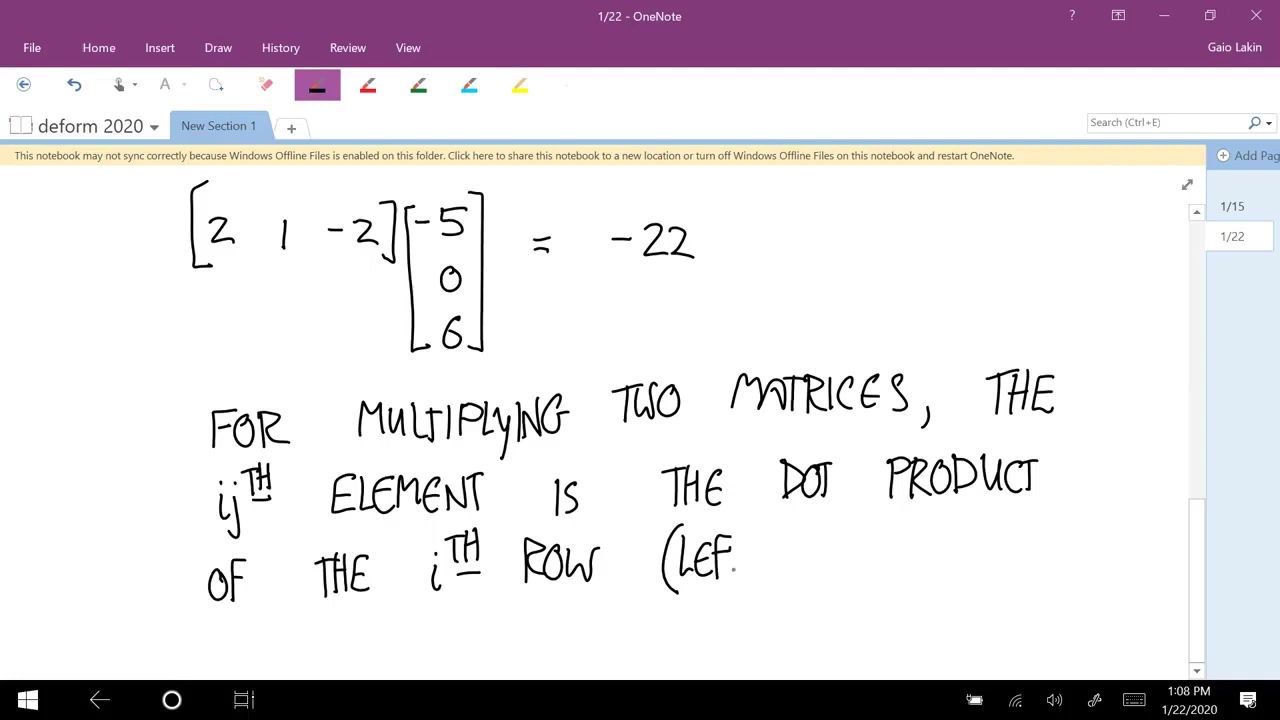 1/22 - OneNote
?
File Home Insert Draw History Review View Gaio Lakin
A
deform 2020 New Section 1 + Search (Ctrl+E)
This notebook may not sync correctly because Windows Offline Files is enabled on this folder. Click here to share this notebook to a new location or turn off Windows Offline Files on this notebook and restart OneNote.
Add Pag
1/15
1/22
[2 1 -2] [-5
0
6] = -22
FOR MULTIPLYING TWO MATRICES, THE
ijTH ELEMENT IS THE DOT PRODUCT
OF THE iTH ROW (LEF
1:08 PM
1/22/2020